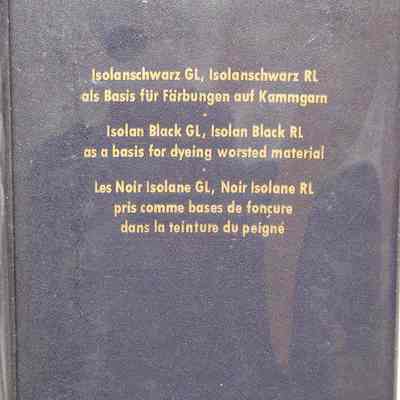 Isolanschwarz GL, Isolanschwarz RL
als Basis für Färbungen auf Kammgarn
Isolan Black GL, Isolan Black RL
as a basis for dyeing worsted material
Les Noir Isolane GL, Noir Isolane RL
pris comme bases de fonçure
dans la teinture du peigné